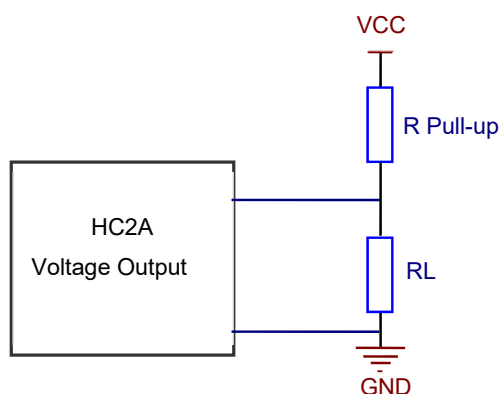 VCC
R Pull-up
HC2A
Voltage Output
RL
GND